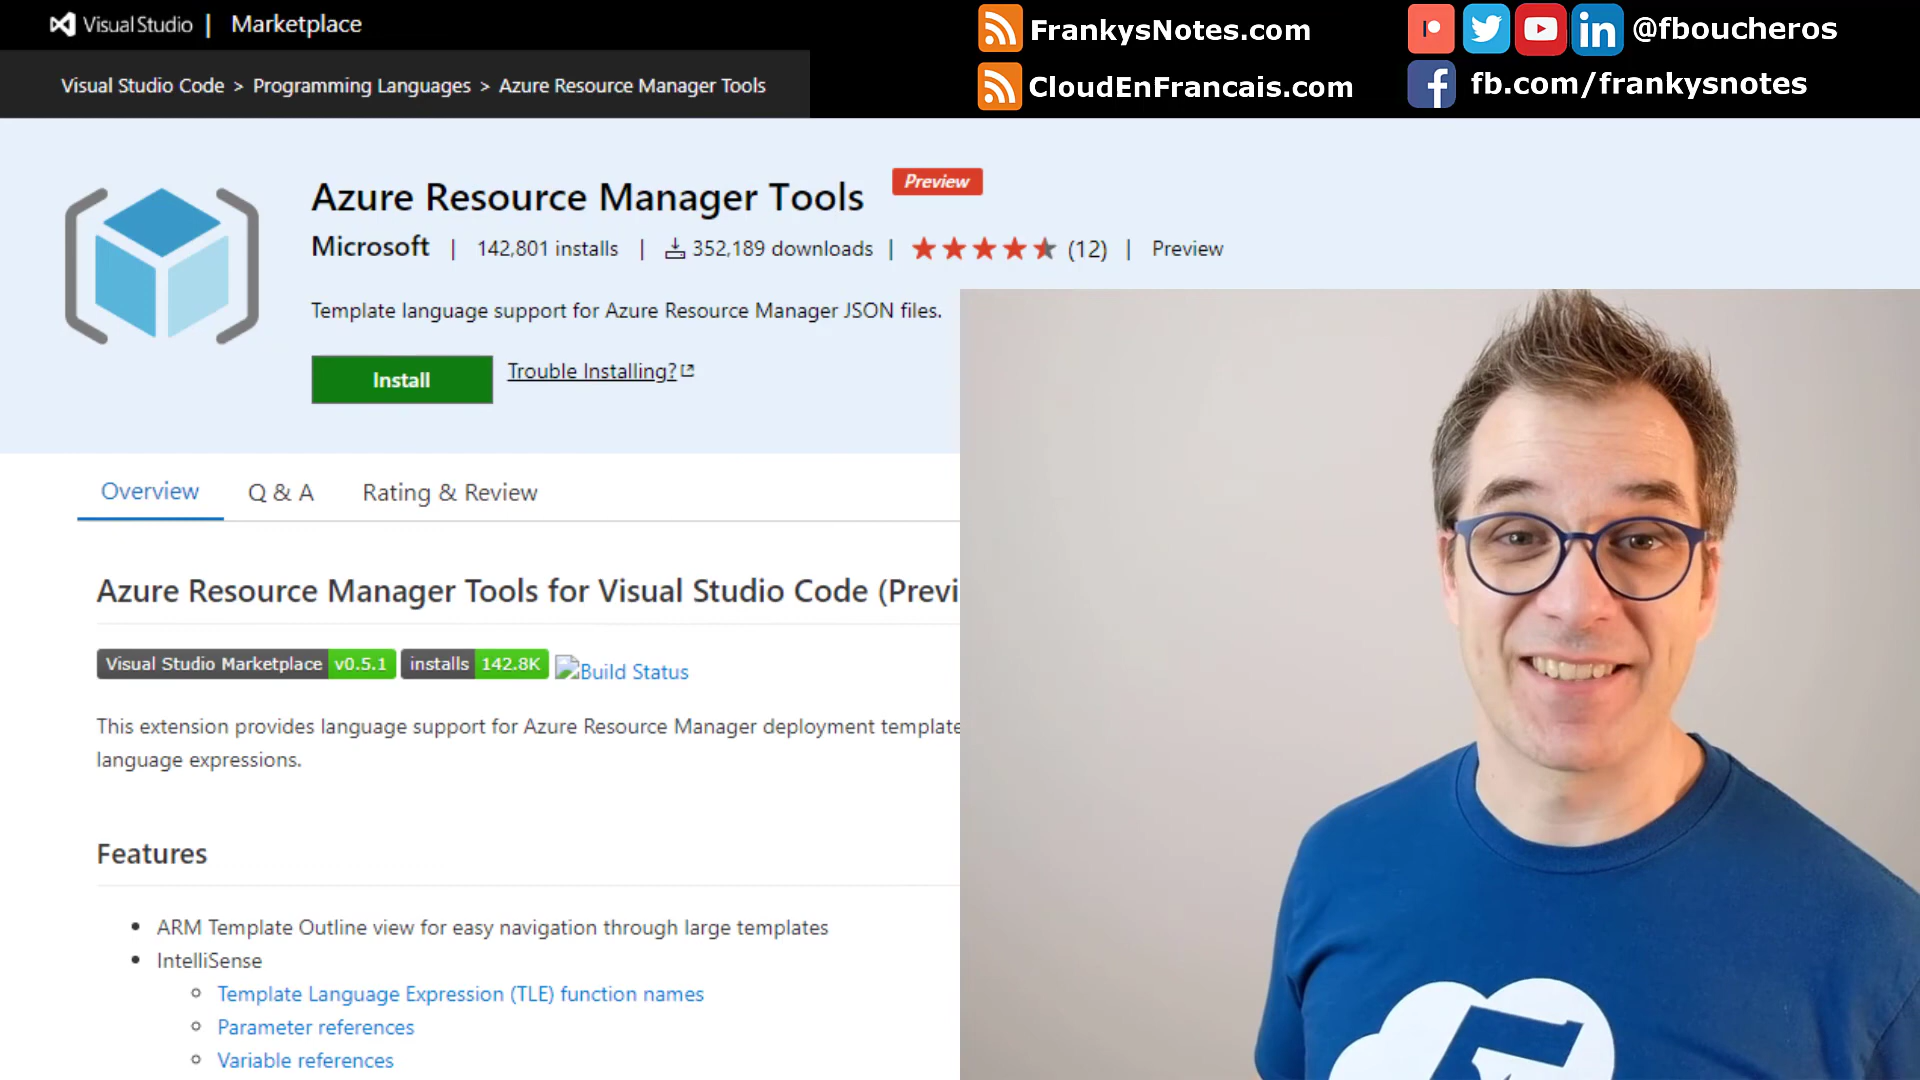 Visual Studio | Marketplace
FrankysNotes.com
@fboucheros
CloudEnFrancais.com
fb.com/frankysnotes
Visual Studio Code > Programming Languages > Azure Resource Manager Tools
Azure Resource Manager Tools Preview
Microsoft | 142,801 installs | 352,189 downloads | (12) | Preview
Template language support for Azure Resource Manager JSON files.
Install Trouble Installing?
Overview Q & A Rating & Review
Azure Resource Manager Tools for Visual Studio Code (Previ
Visual Studio Marketplace v0.5.1 installs 142.8K Build Status
This extension provides language support for Azure Resource Manager deployment template
language expressions.
Features
ARM Template Outline view for easy navigation through large templates
IntelliSense
Template Language Expression (TLE) function names
Parameter references
Variable references